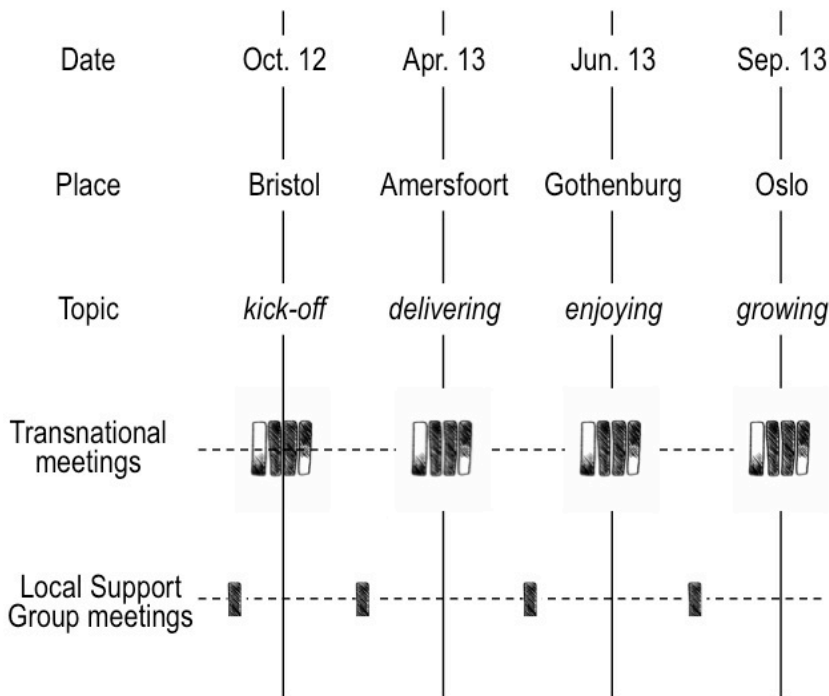 Date Oct. 12 Apr. 13 Jun. 13 Sep. 13
Place Bristol Amersfoort Gothenburg Oslo
Topic kick-off delivering enjoying growing
Transnational
meetings
Local Support
Group meetings